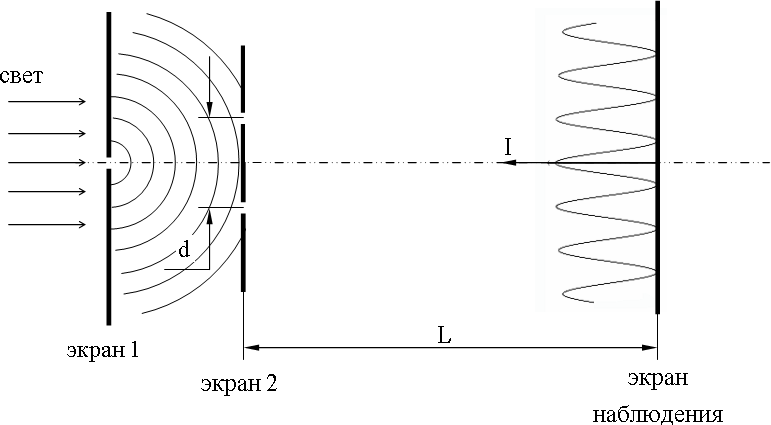 свет
I
d
L
экран 1
экран 2
экран
наблюдения